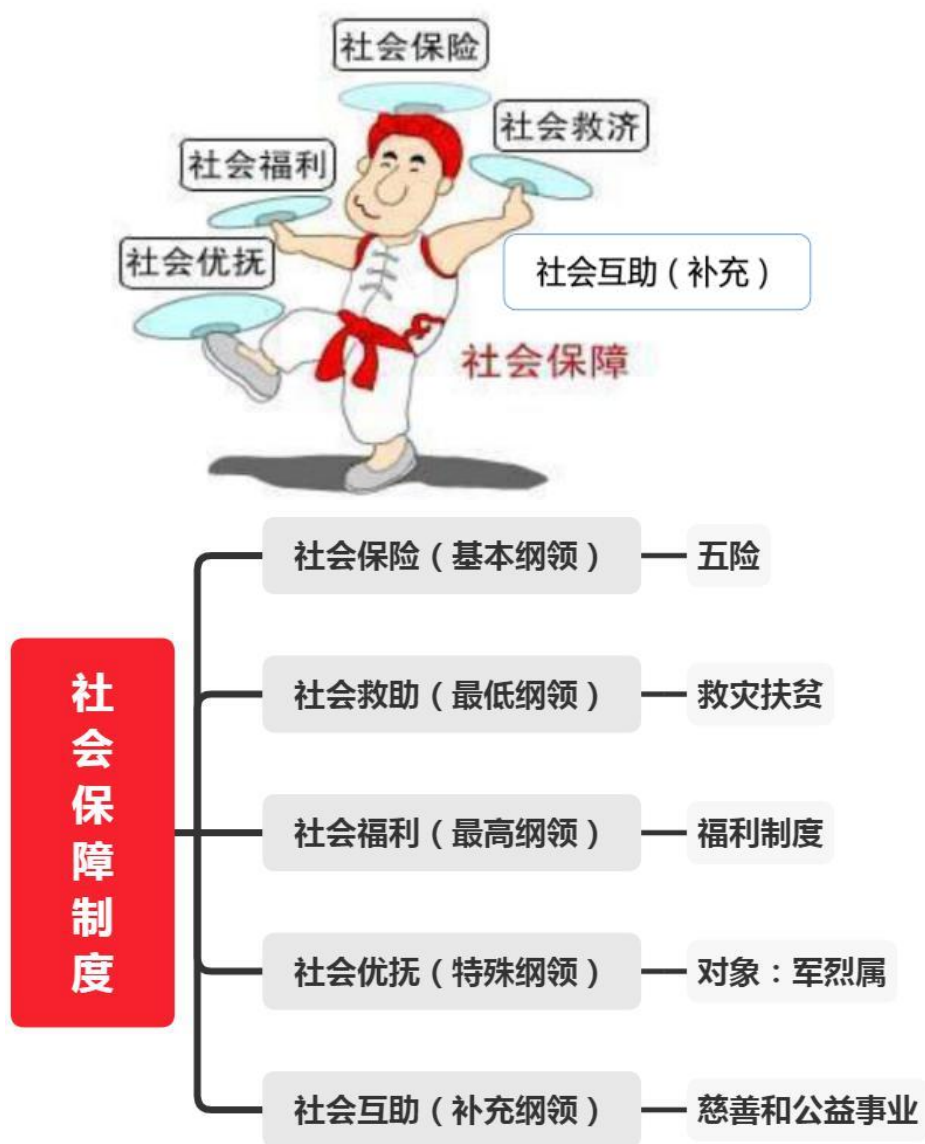 社会保险
社会救济
社会福利
社会优抚
社会互助（补充）
社会保障
社会保障制度
社会保险（基本纲领）
五险
社会救助（最低纲领）
救灾扶贫
社会福利（最高纲领）
福利制度
社会优抚（特殊纲领）
对象：军烈属
社会互助（补充纲领）
慈善和公益事业